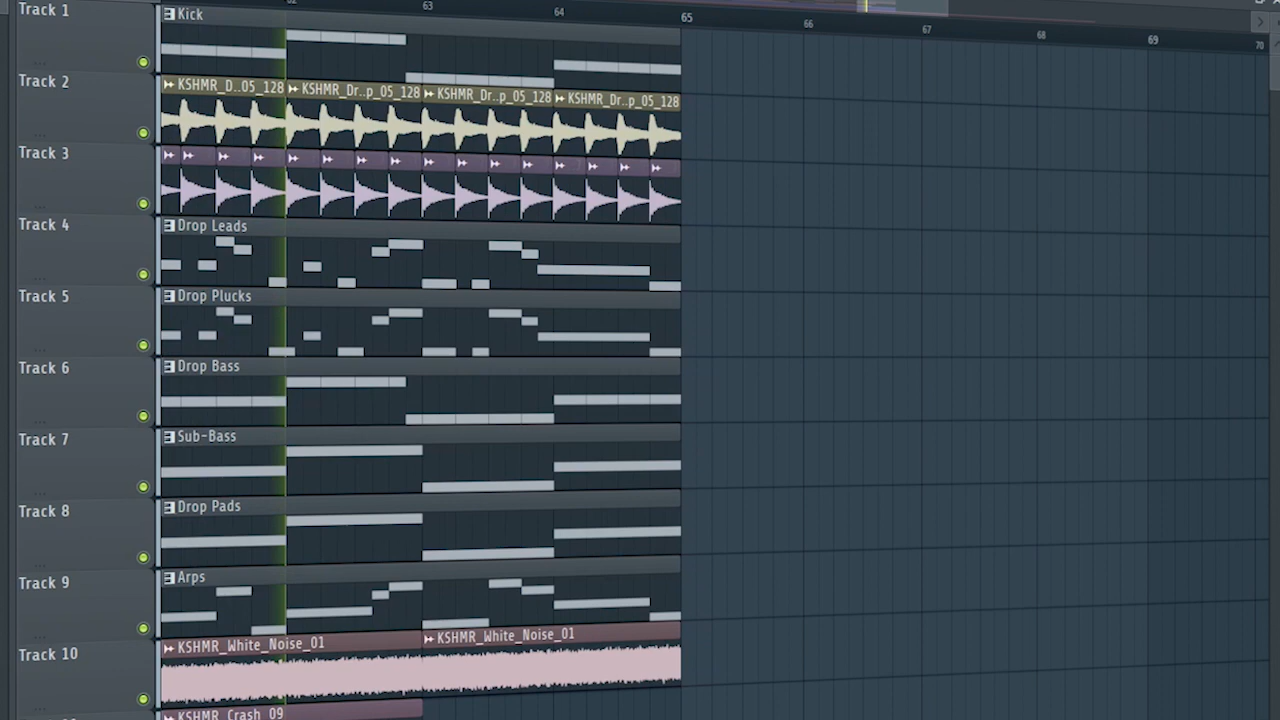 62 63 64 65 66 67 68 69 70
Track 1 Kick
Track 2 KSHMR_D..05_128 KSHMR_Dr..p_05_128 KSHMR_Dr..p_05_128 KSHMR_Dr..p_05_128
Track 3
Track 4 Drop Leads
Track 5 Drop Plucks
Track 6 Drop Bass
Track 7 Sub-Bass
Track 8 Drop Pads
Track 9 Arps
Track 10 KSHMR_White_Noise_01 KSHMR_White_Noise_01
KSHMR_Crash_09